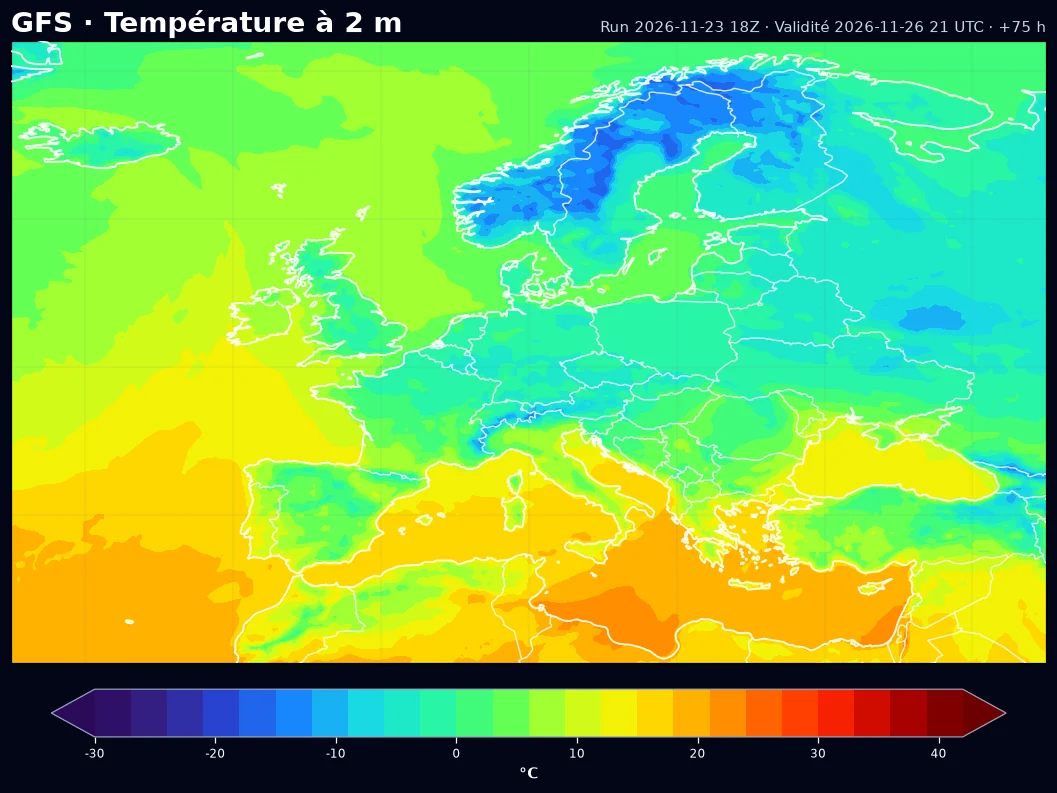 GFS · Température à 2 m
Run 2026-11-23 18Z · Validité 2026-11-26 21 UTC · +75 h
-30 -20 -10 0 10 20 30 40
°C